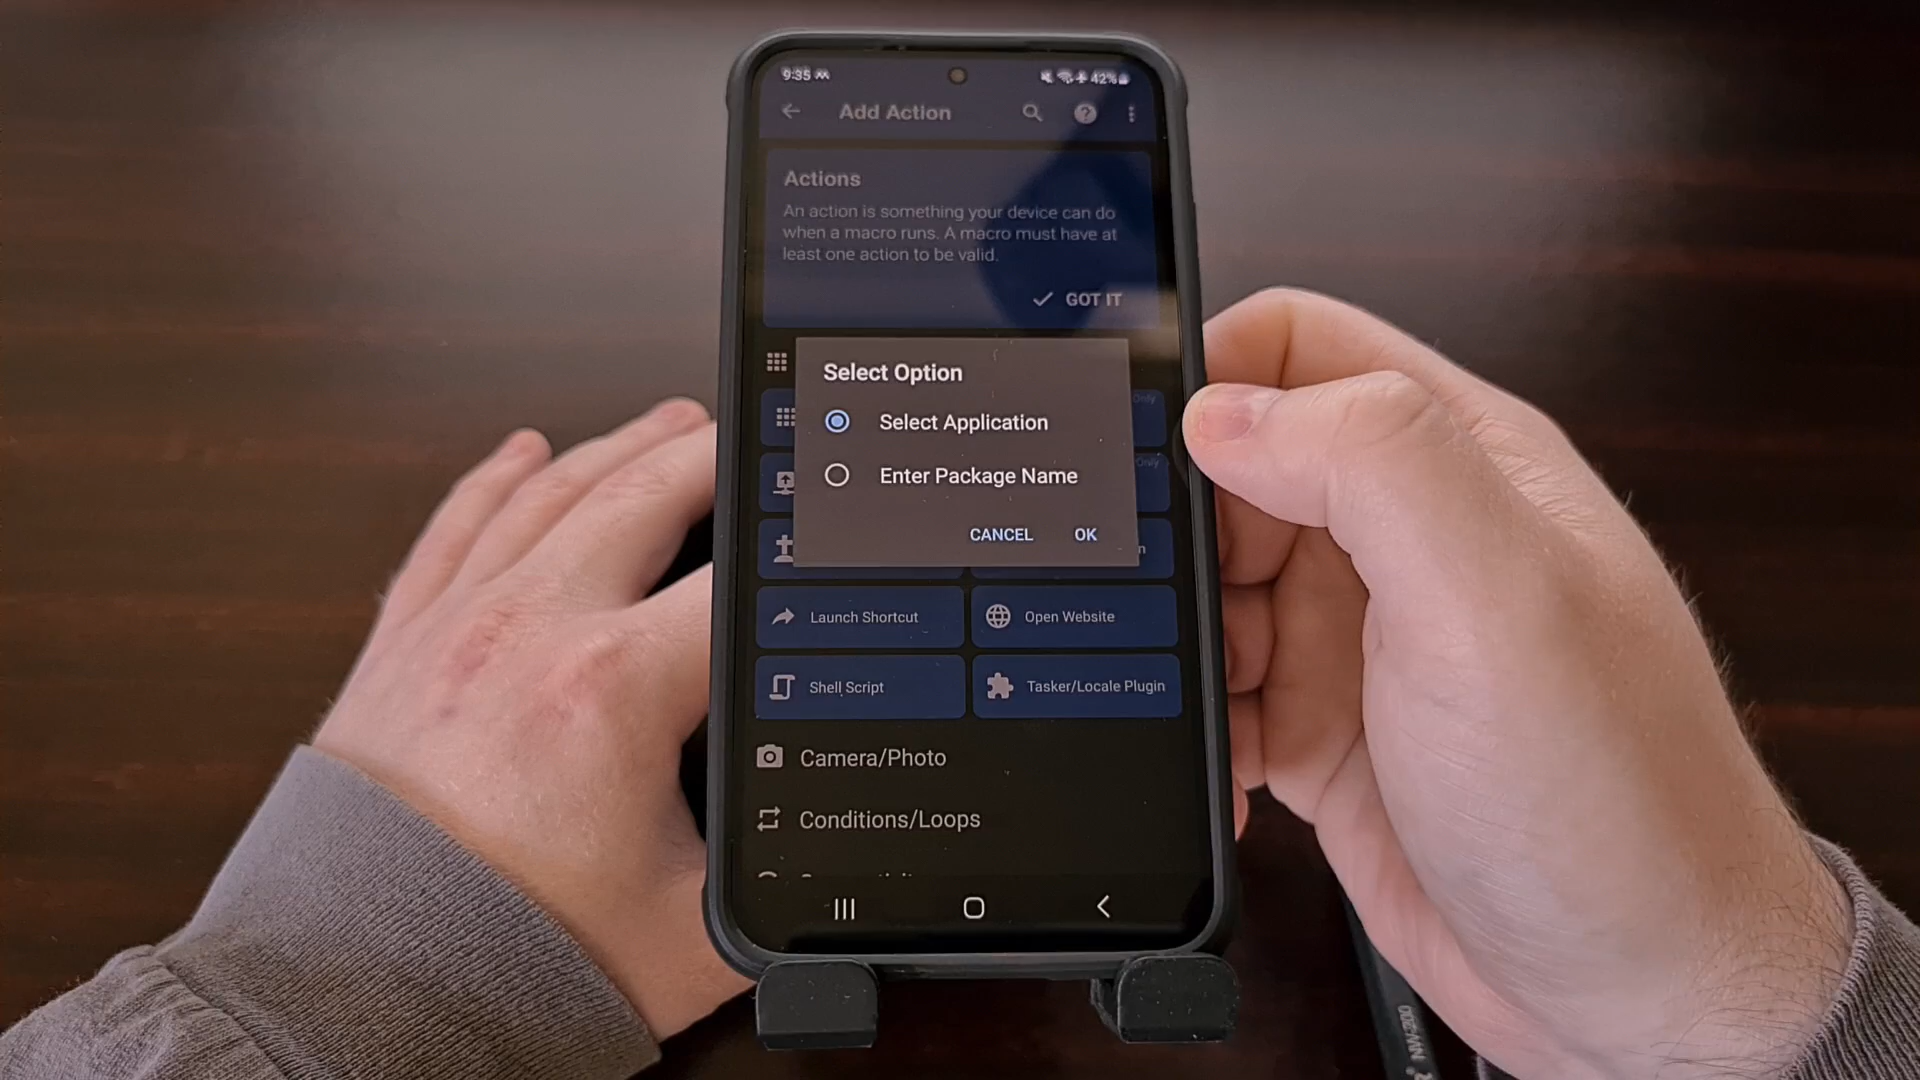 9:35
42%
Add Action
Actions
An action is something your device can do
when a macro runs. A macro must have at
least one action to be valid.
GOT IT
Select Option
Only
Select Application
Only
Enter Package Name
CANCEL OK
n
Launch Shortcut
Open Website
Shell Script
Tasker/Locale Plugin
Camera/Photo
Conditions/Loops